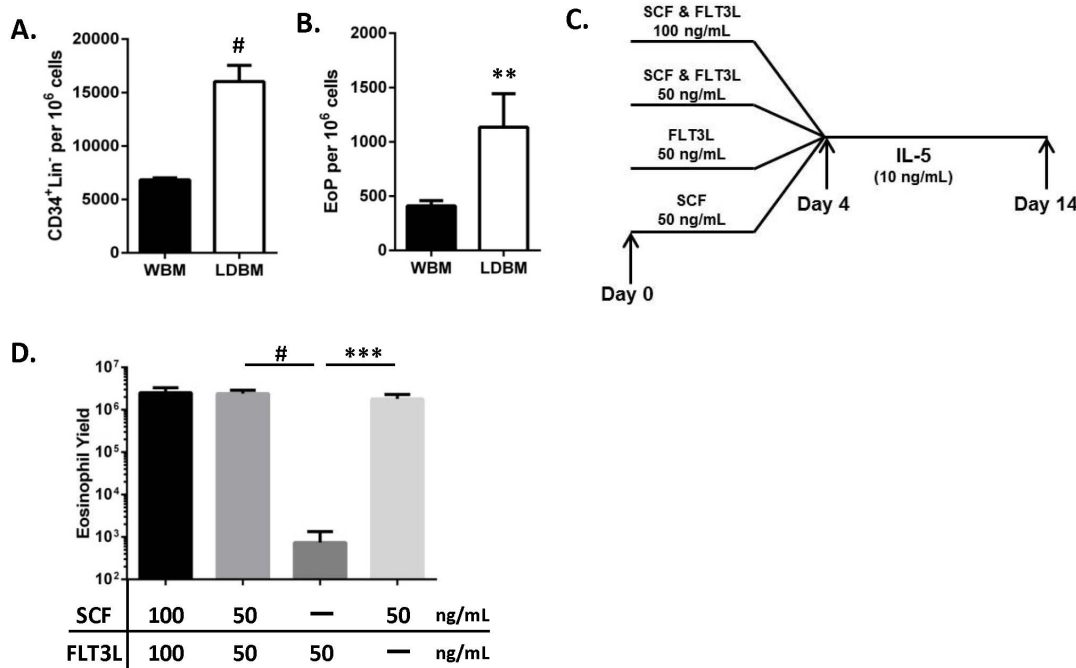 A.
20000
15000
10000
5000
0
CD34⁺Lin⁻ per 10⁶ cells
#
WBM
LDBM
B.
2000
1500
1000
500
0
EoP per 10⁶ cells
**
WBM
LDBM
C.
SCF & FLT3L
100 ng/mL
SCF & FLT3L
50 ng/mL
FLT3L
50 ng/mL
SCF
50 ng/mL
IL-5
(10 ng/mL)
Day 0
Day 4
Day 14
D.
#
***
10⁷
10⁶
10⁵
10⁴
10³
10²
Eosinophil Yield
SCF 100 50 — 50 ng/mL
FLT3L 100 50 50 — ng/mL